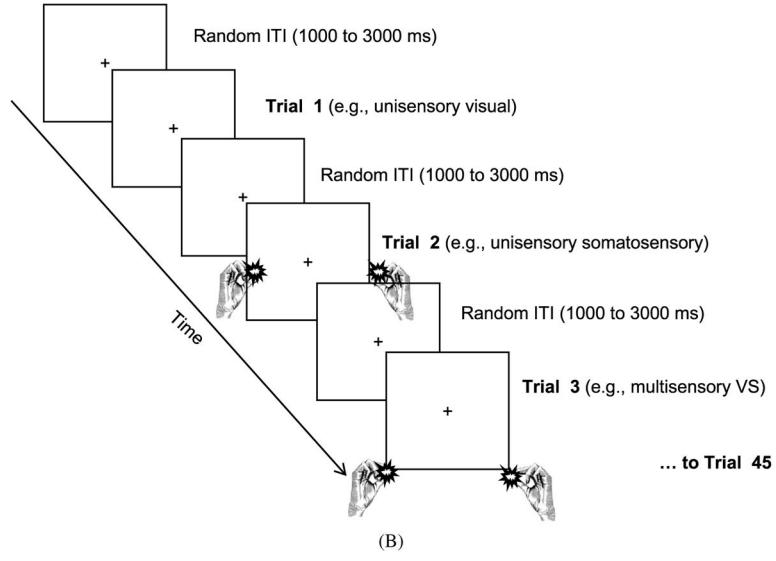 Random ITI (1000 to 3000 ms)
Trial 1 (e.g., unisensory visual)
Random ITI (1000 to 3000 ms)
Trial 2 (e.g., unisensory somatosensory)
Random ITI (1000 to 3000 ms)
Time
Trial 3 (e.g., multisensory VS)
... to Trial 45
(B)